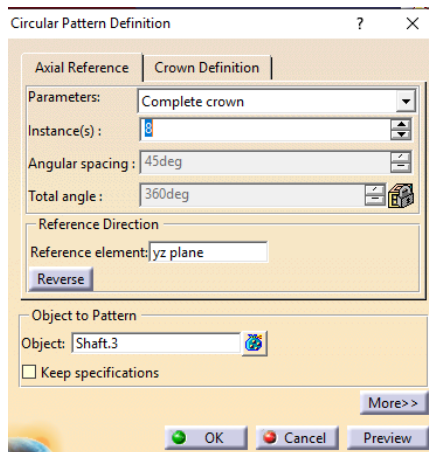 Circular Pattern Definition ? X
Axial Reference Crown Definition
Parameters: Complete crown
Instance(s) : 8
Angular spacing : 45deg
Total angle : 360deg
Reference Direction
Reference element: yz plane
Reverse
Object to Pattern
Object: Shaft.3
Keep specifications
More>>
OK Cancel Preview